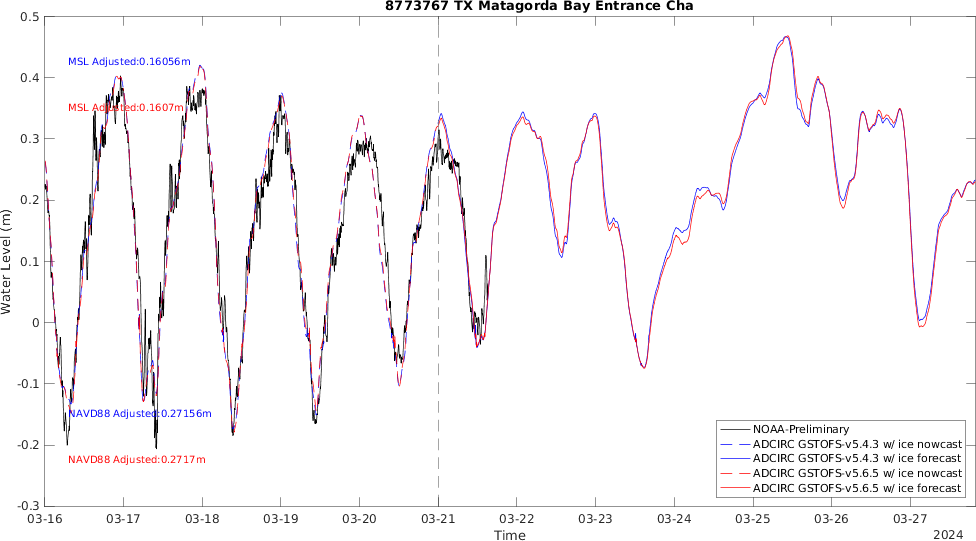 8773767 TX Matagorda Bay Entrance Cha
0.5
0.4
0.3
0.2
0.1
0
-0.1
-0.2
-0.3
Water Level (m)
MSL Adjusted:0.16056m
MSL Adjusted:0.1607m
NAVD88 Adjusted:0.27156m
NAVD88 Adjusted:0.2717m
NOAA-Preliminary
ADCIRC GSTOFS-v5.4.3 w/ ice nowcast
ADCIRC GSTOFS-v5.4.3 w/ ice forecast
ADCIRC GSTOFS-v5.6.5 w/ ice nowcast
ADCIRC GSTOFS-v5.6.5 w/ ice forecast
03-16 03-17 03-18 03-19 03-20 03-21 03-22 03-23 03-24 03-25 03-26 03-27
Time
2024